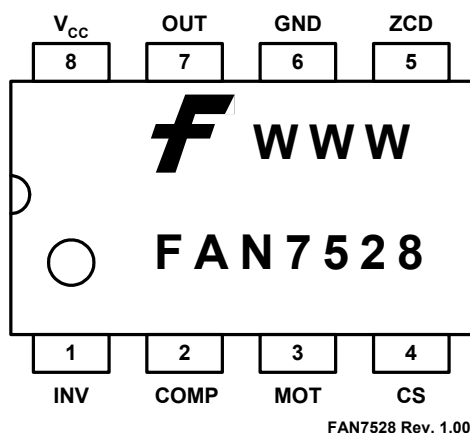 VCC OUT GND ZCD
8 7 6 5
F WWW
FAN7528
1 2 3 4
INV COMP MOT CS
FAN7528 Rev. 1.00